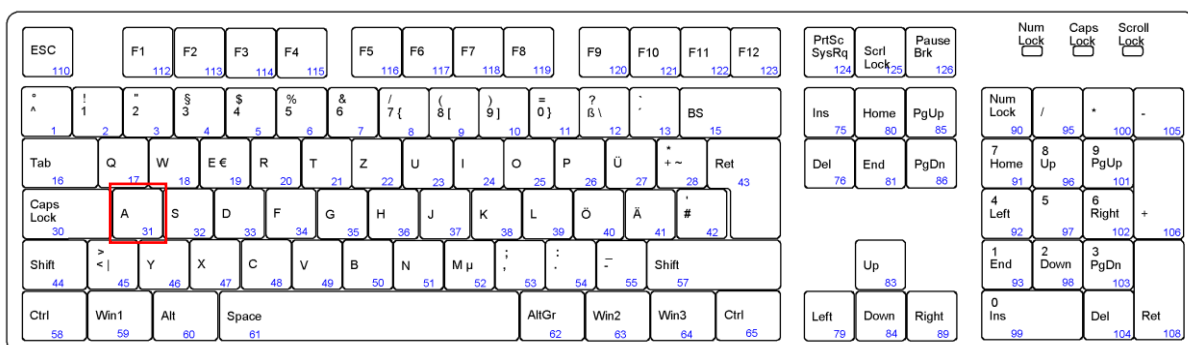 Num Caps Scroll
Lock Lock Lock
ESC F1 F2 F3 F4 F5 F6 F7 F8 F9 F10 F11 F12 PrtSc SysRq Scrl Lock Pause Brk
110 112 113 114 115 116 117 118 119 120 121 122 123 124 125 126
° ^ ! 1 " 2 § 3 $ 4 % 5 & 6 / 7 { ( 8 [ ) 9 ] = 0 } ? ß \ ` ´ BS Ins Home PgUp Num Lock / * -
1 2 3 4 5 6 7 8 9 10 11 12 13 15 75 80 85 90 95 100 105
Tab Q W E € R T Z U I O P Ü * + ~ Ret Del End PgDn 7 Home 8 Up 9 PgUp
16 17 18 19 20 21 22 23 24 25 26 27 28 43 76 81 86 91 96 101
Caps Lock A S D F G H J K L Ö Ä ' # 4 Left 5 6 Right +
30 31 32 33 34 35 36 37 38 39 40 41 42 92 97 102 106
Shift > < | Y X C V B N M µ ; , : . _ - Shift Up 1 End 2 Down 3 PgDn
44 45 46 47 48 49 50 51 52 53 54 55 57 83 93 98 103
Ctrl Win1 Alt Space AltGr Win2 Win3 Ctrl Left Down Right 0 Ins Del Ret
58 59 60 61 62 63 64 65 79 84 89 99 104 108